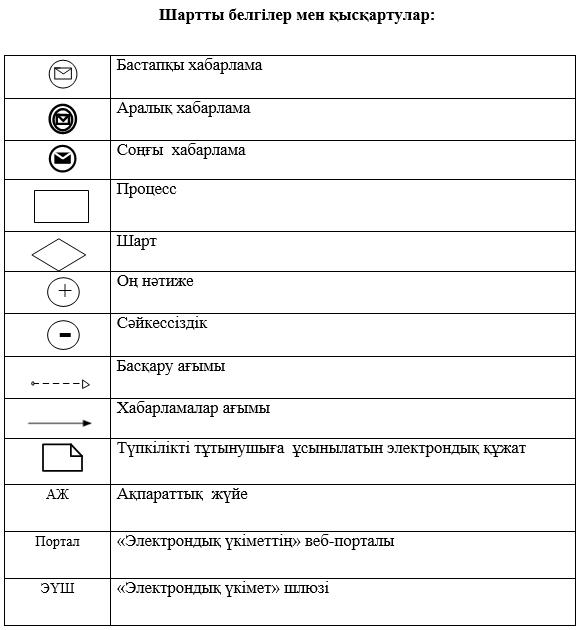 Шартты белгілер мен қысқартулар:
Бастапқы хабарлама
Аралық хабарлама
Соңғы хабарлама
Процесс
Шарт
Оң нәтиже
Сәйкессіздік
Басқару ағымы
Хабарламалар ағымы
Түпкілікті тұтынушыға ұсынылатын электрондық құжат
АЖ Ақпараттық жүйе
Портал «Электрондық үкіметтің» веб-порталы
ЭҮШ «Электрондық үкімет» шлюзі